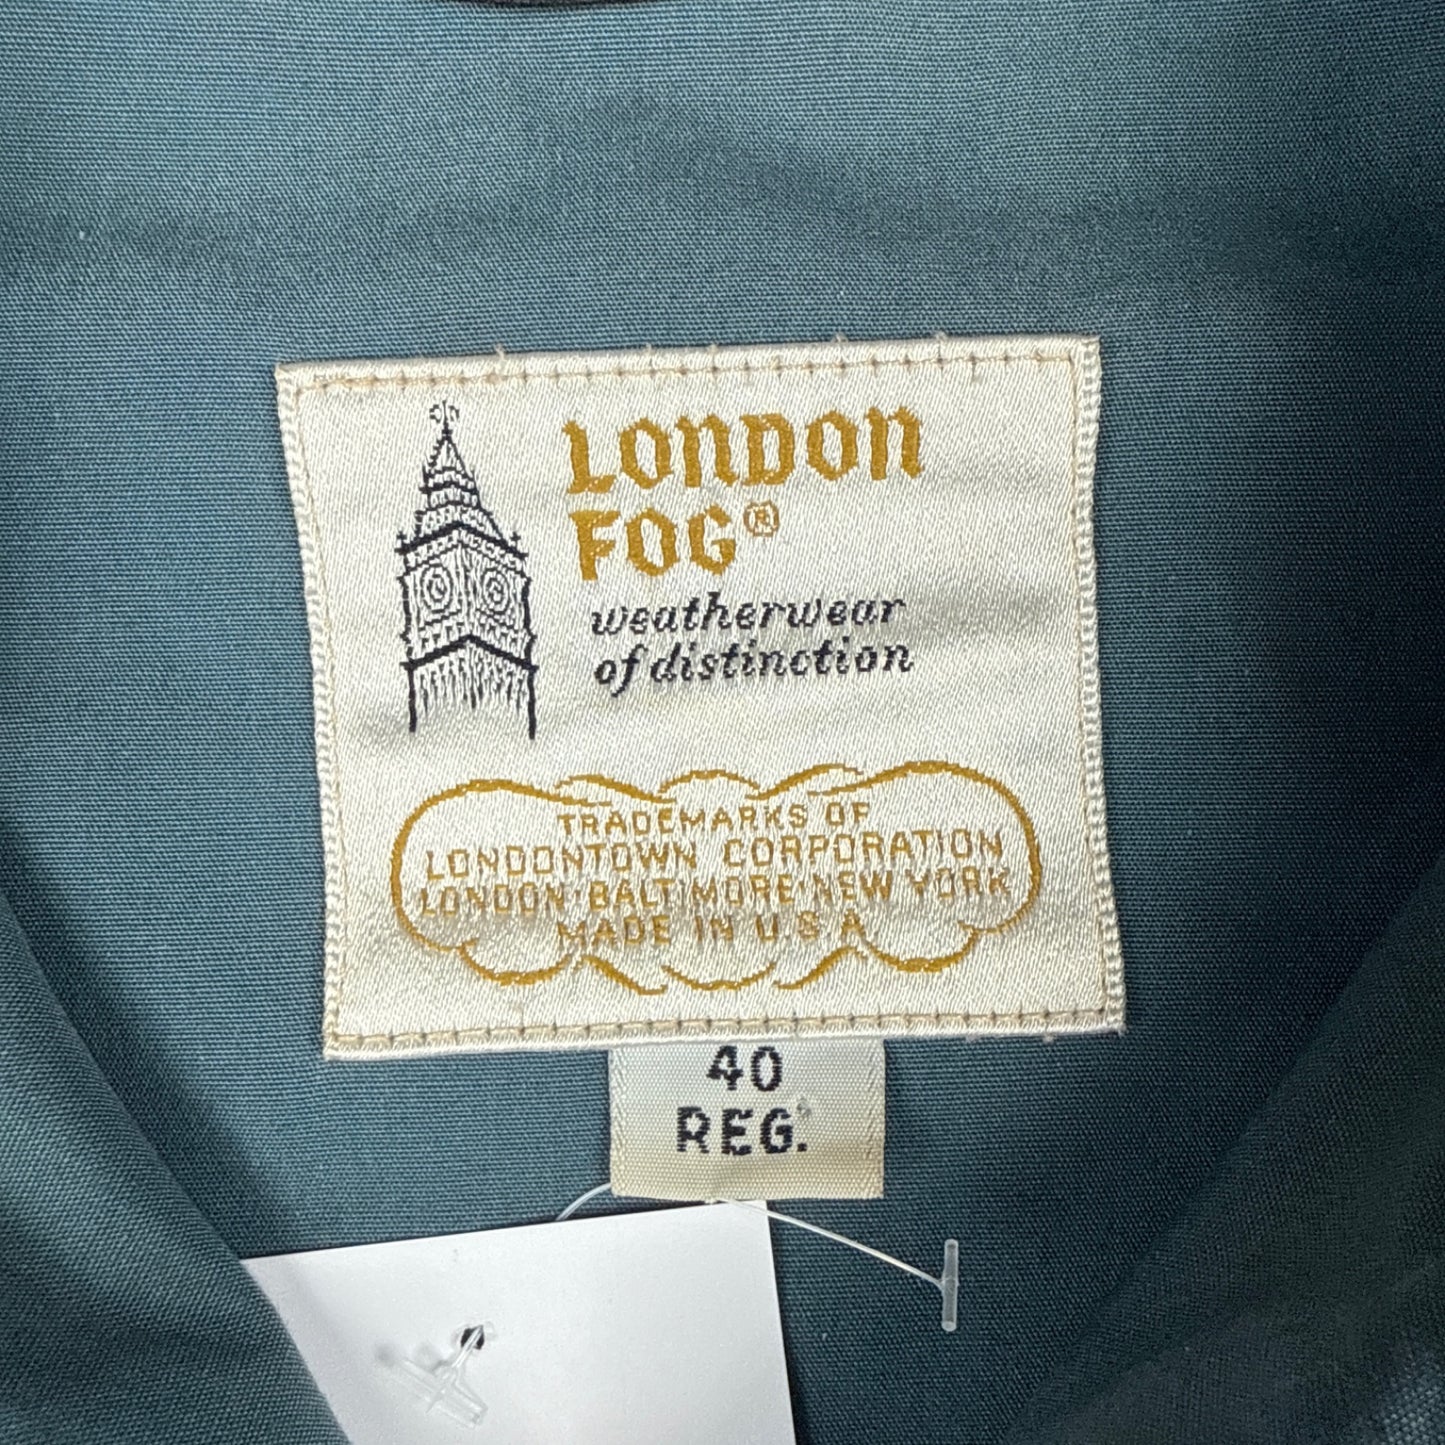 LONDON
FOG®
weatherwear
of distinction
TRADEMARKS OF
LONDONTOWN CORPORATION
LONDON·BALTIMORE·NEW YORK
MADE IN U.S.A
40
REG.